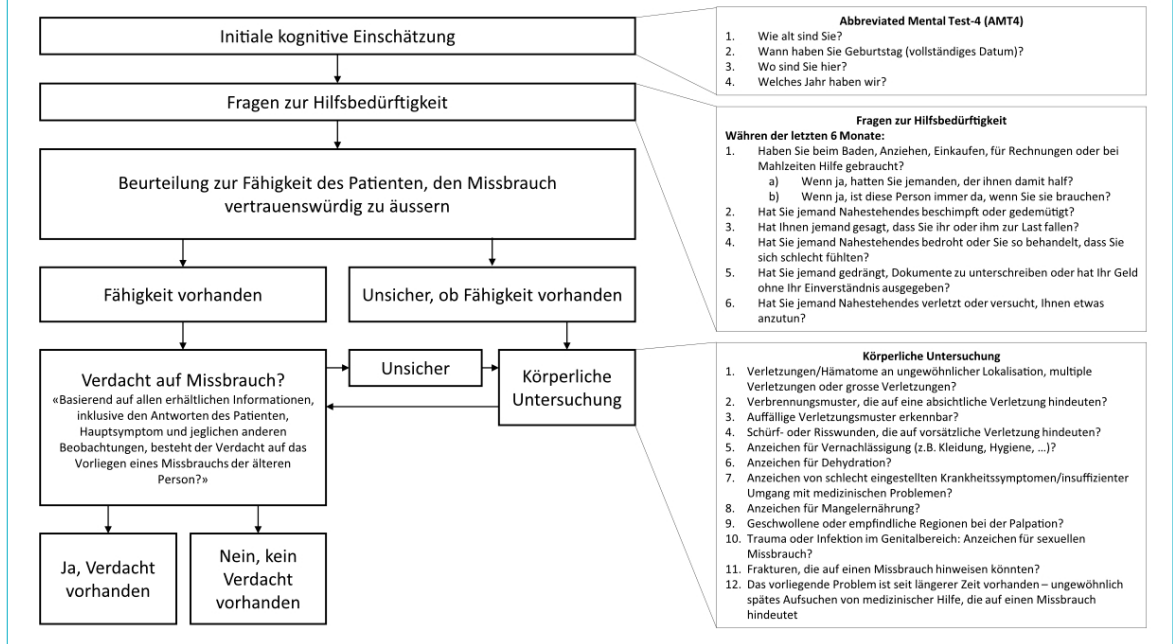 Initiale kognitive Einschätzung
Fragen zur Hilfsbedürftigkeit
Beurteilung zur Fähigkeit des Patienten, den Missbrauch
vertrauenswürdig zu äussern
Fähigkeit vorhanden
Unsicher, ob Fähigkeit vorhanden
Verdacht auf Missbrauch?
«Basierend auf allen erhältlichen Informationen,
inklusive den Antworten des Patienten,
Hauptsymptom und jeglichen anderen
Beobachtungen, besteht der Verdacht auf das
Vorliegen eines Missbrauchs der älteren
Person?»
Unsicher
Körperliche
Untersuchung
Ja, Verdacht
vorhanden
Nein, kein
Verdacht
vorhanden
Abbreviated Mental Test-4 (AMT4)
1. Wie alt sind Sie?
2. Wann haben Sie Geburtstag (vollständiges Datum)?
3. Wo sind Sie hier?
4. Welches Jahr haben wir?
Fragen zur Hilfsbedürftigkeit
Währen der letzten 6 Monate:
1. Haben Sie beim Baden, Anziehen, Einkaufen, für Rechnungen oder bei
Mahlzeiten Hilfe gebraucht?
a) Wenn ja, hatten Sie jemanden, der ihnen damit half?
b) Wenn ja, ist diese Person immer da, wenn Sie sie brauchen?
2. Hat Sie jemand Nahestehendes beschimpft oder gedemütigt?
3. Hat Ihnen jemand gesagt, dass Sie ihr oder ihm zur Last fallen?
4. Hat Sie jemand Nahestehendes bedroht oder Sie so behandelt, dass Sie
sich schlecht fühlten?
5. Hat Sie jemand gedrängt, Dokumente zu unterschreiben oder hat Ihr Geld
ohne Ihr Einverständnis ausgegeben?
6. Hat Sie jemand Nahestehendes verletzt oder versucht, Ihnen etwas
anzutun?
Körperliche Untersuchung
1. Verletzungen/Hämatome an ungewöhnlicher Lokalisation, multiple
Verletzungen oder grosse Verletzungen?
2. Verbrennungsmuster, die auf eine absichtliche Verletzung hindeuten?
3. Auffällige Verletzungsmuster erkennbar?
4. Schürf- oder Risswunden, die auf vorsätzliche Verletzung hindeuten?
5. Anzeichen für Vernachlässigung (z.B. Kleidung, Hygiene, ...)?
6. Anzeichen für Dehydration?
7. Anzeichen von schlecht eingestellten Krankheitssymptomen/insuffizienter
Umgang mit medizinischen Problemen?
8. Anzeichen für Mangelernährung?
9. Geschwollene oder empfindliche Regionen bei der Palpation?
10. Trauma oder Infektion im Genitalbereich: Anzeichen für sexuellen
Missbrauch?
11. Frakturen, die auf einen Missbrauch hinweisen könnten?
12. Das vorliegende Problem ist seit längerer Zeit vorhanden – ungewöhnlich
spätes Aufsuchen von medizinischer Hilfe, die auf einen Missbrauch
hindeutet